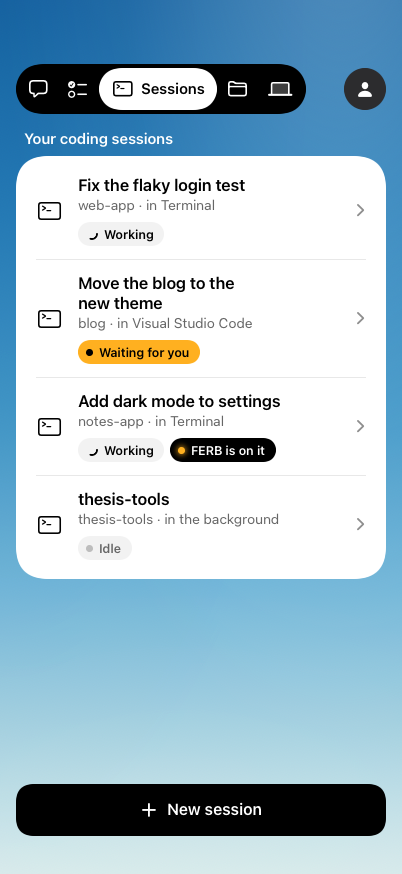 Sessions
Your coding sessions
Fix the flaky login test
web-app · in Terminal
Working
Move the blog to the
new theme
blog · in Visual Studio Code
Waiting for you
Add dark mode to settings
notes-app · in Terminal
Working
FERB is on it
thesis-tools
thesis-tools · in the background
Idle
New session